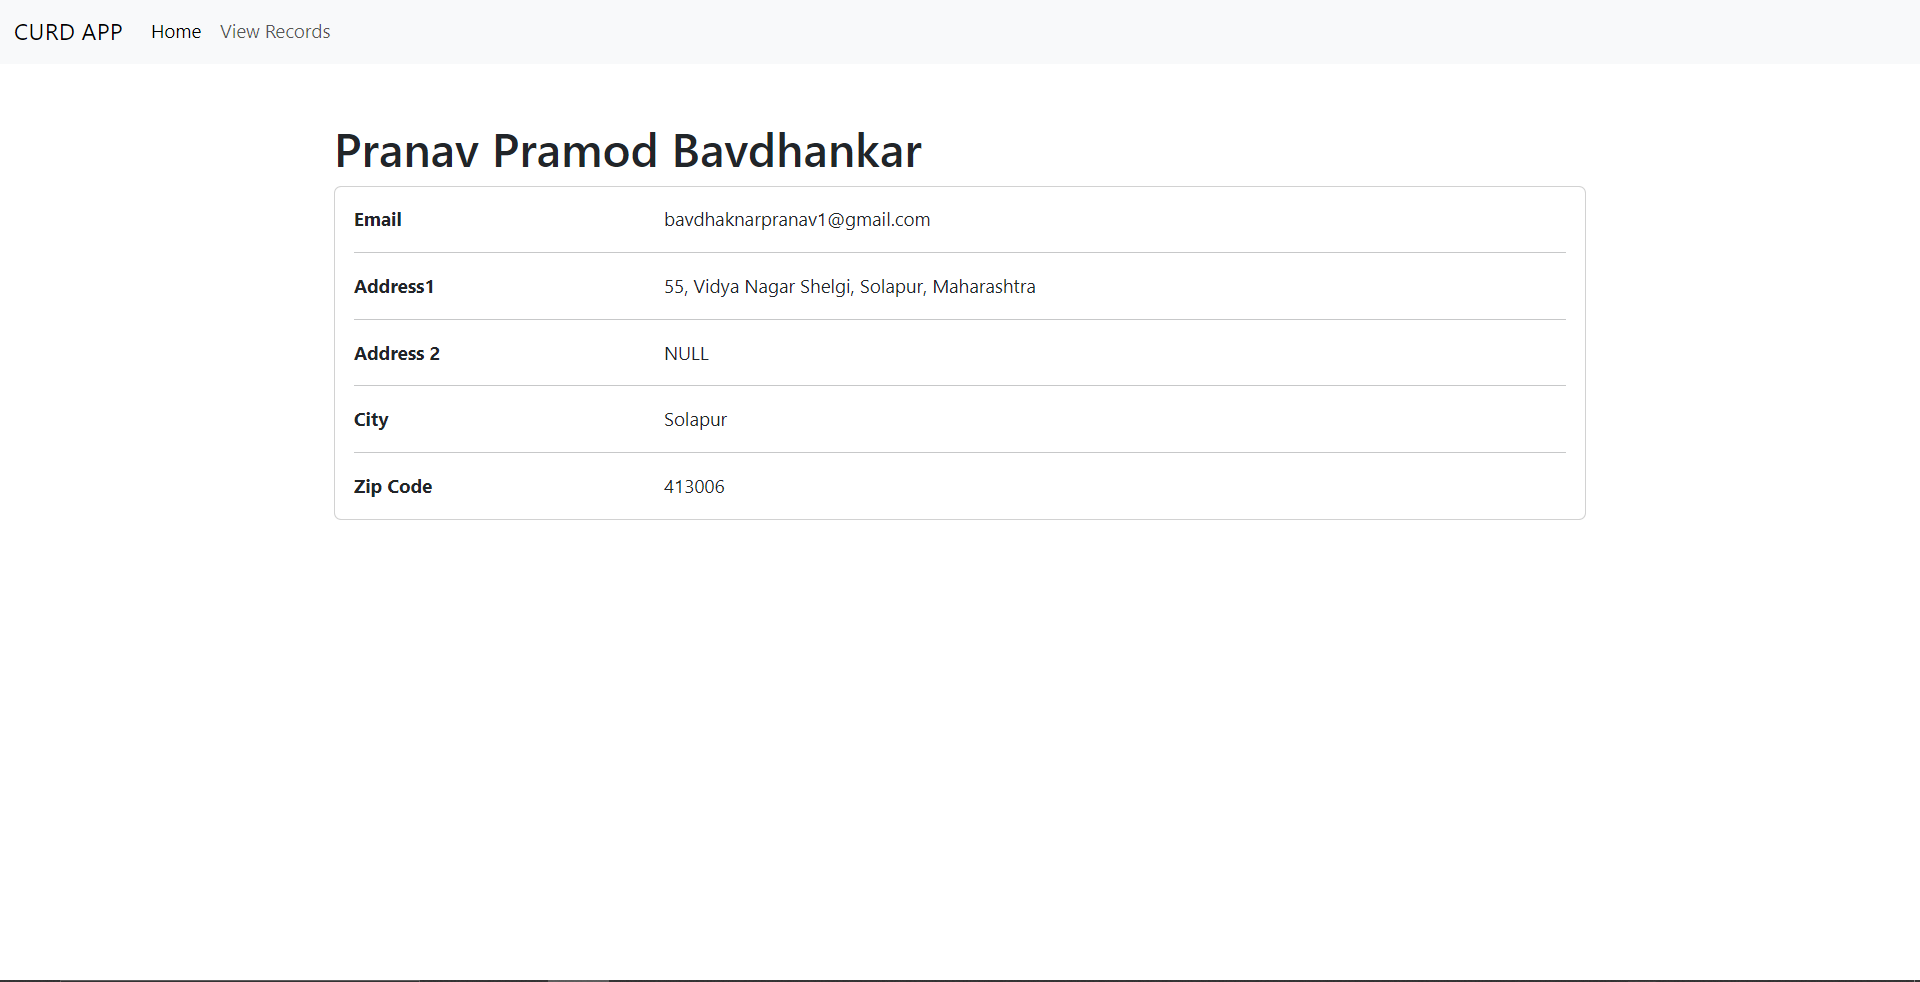 CURD APP Home View Records
Pranav Pramod Bavdhankar
Email bavdhaknarpranav1@gmail.com
Address1 55, Vidya Nagar Shelgi, Solapur, Maharashtra
Address 2 NULL
City Solapur
Zip Code 413006